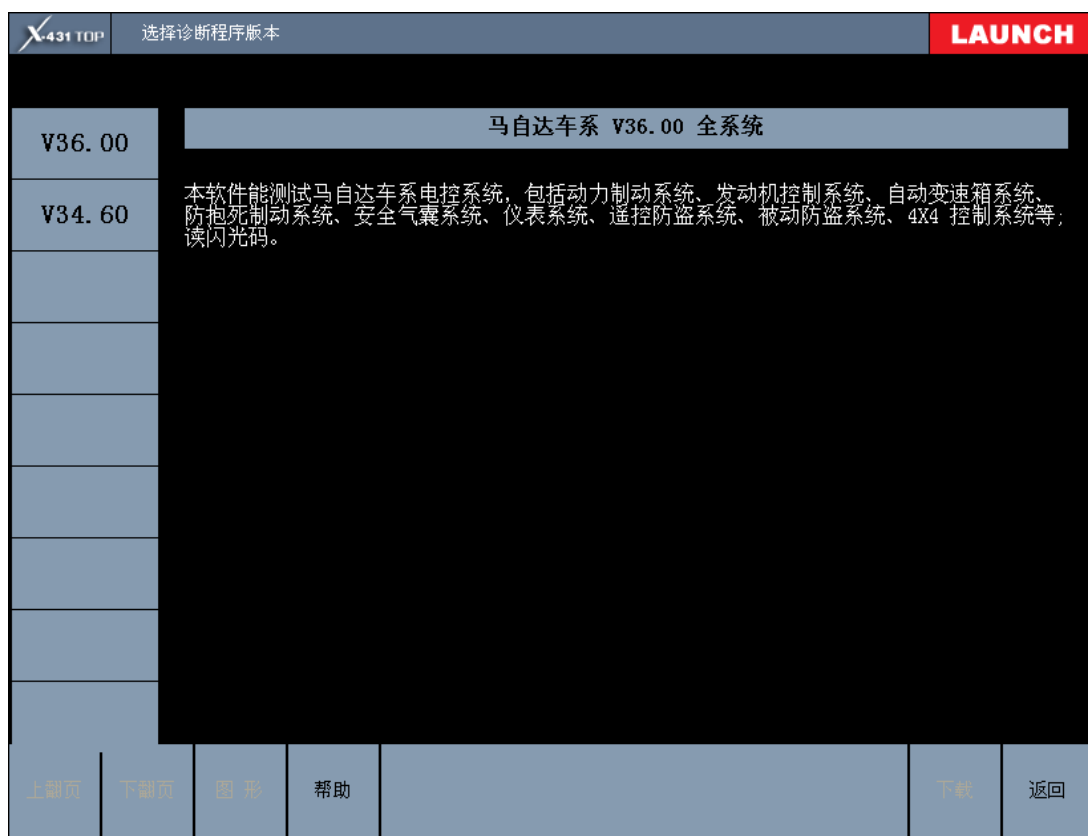 X-431 TOP 选择诊断程序版本 LAUNCH
马自达车系 V36.00 全系统
V36.00
本软件能测试马自达车系电控系统，包括动力制动系统、发动机控制系统、自动变速箱系统、
V34.60
防抱死制动系统、安全气囊系统、仪表系统、遥控防盗系统、被动防盗系统、4X4 控制系统等;
读闪光码。
上翻页 下翻页 图形 帮助 下载 返回